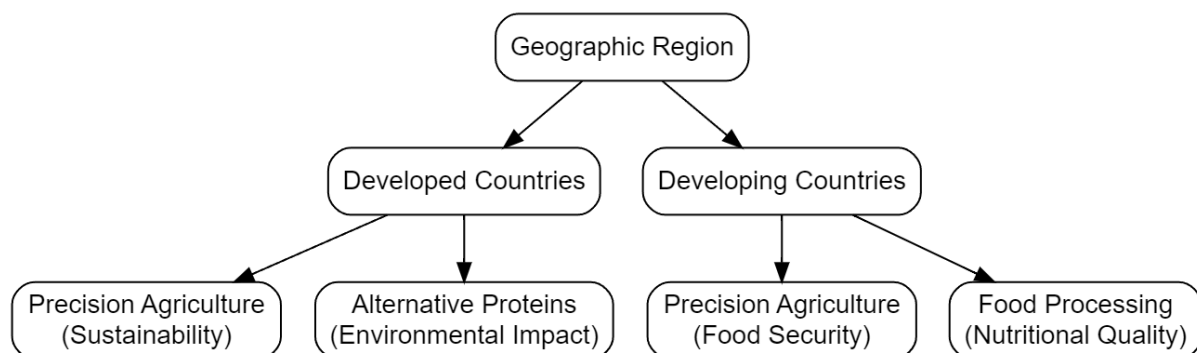 Geographic Region
Developed Countries
Developing Countries
Precision Agriculture
(Sustainability)
Alternative Proteins
(Environmental Impact)
Precision Agriculture
(Food Security)
Food Processing
(Nutritional Quality)